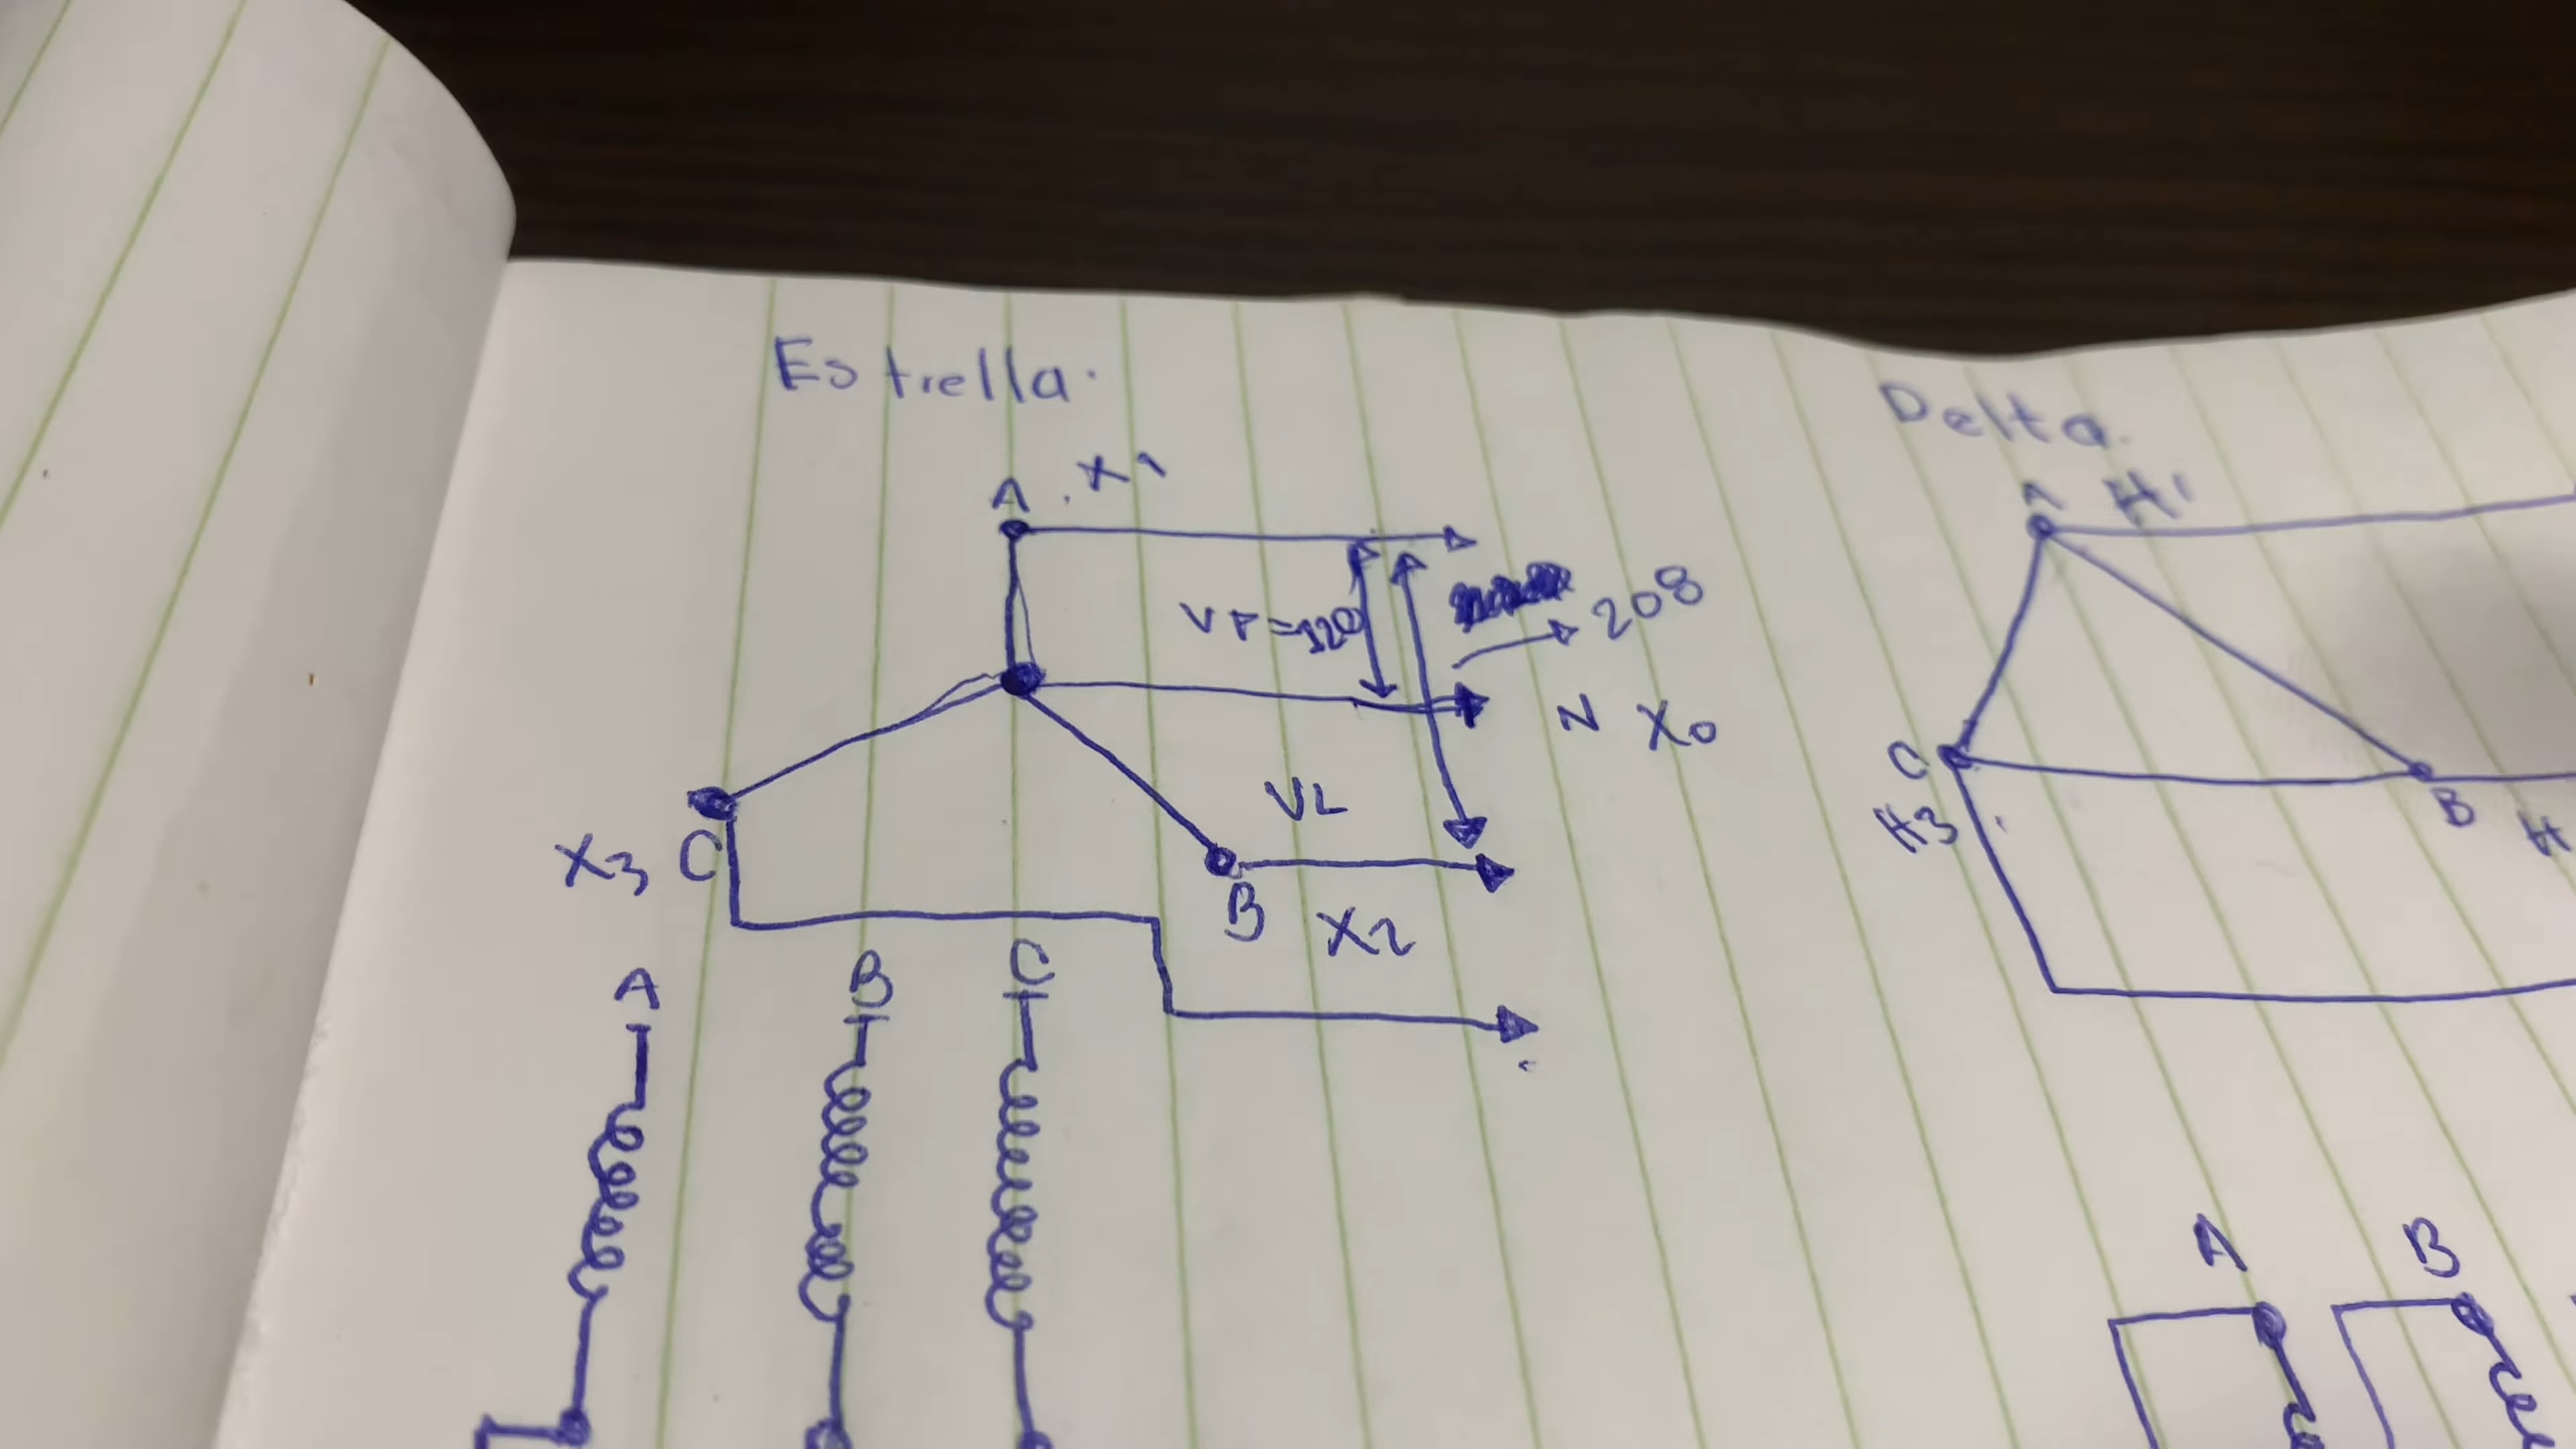 Estrella.
A . X1
VF=120
208
N X0
VL
X3 C
B X2
A B C
Delta.
A H1
C
H3
B H
A B